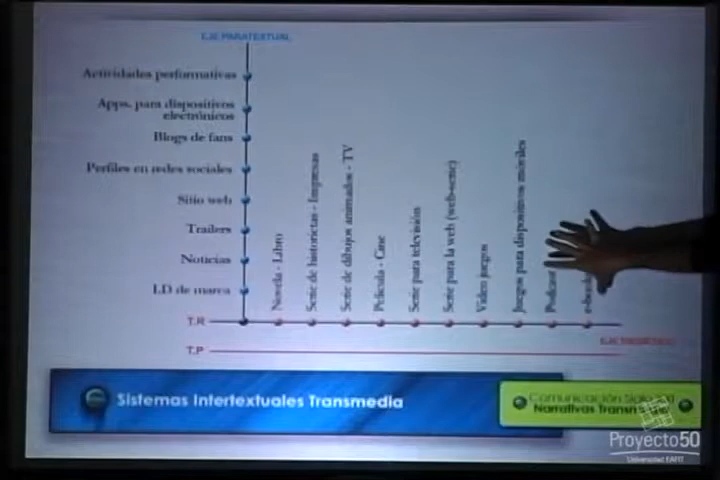 EJE PARATEXTUAL
Actividades performativas
Apps. para dispositivos
electrónicos
Blogs de fans
Perfiles en redes sociales
Sitio web
Trailers
Noticias
I.D de marca
Novela - Libro
Serie de historietas - Impresas
Serie de dibujos animados - TV
Película - Cine
Serie para televisión
Serie para la web (web-serie)
Video juegos
Juegos para dispositivos móviles
Podcast
e-book
T.R
T.P
Sistemas Intertextuales Transmedia
Comunicación
Narrativas
Proyecto50
Universidad EAFIT